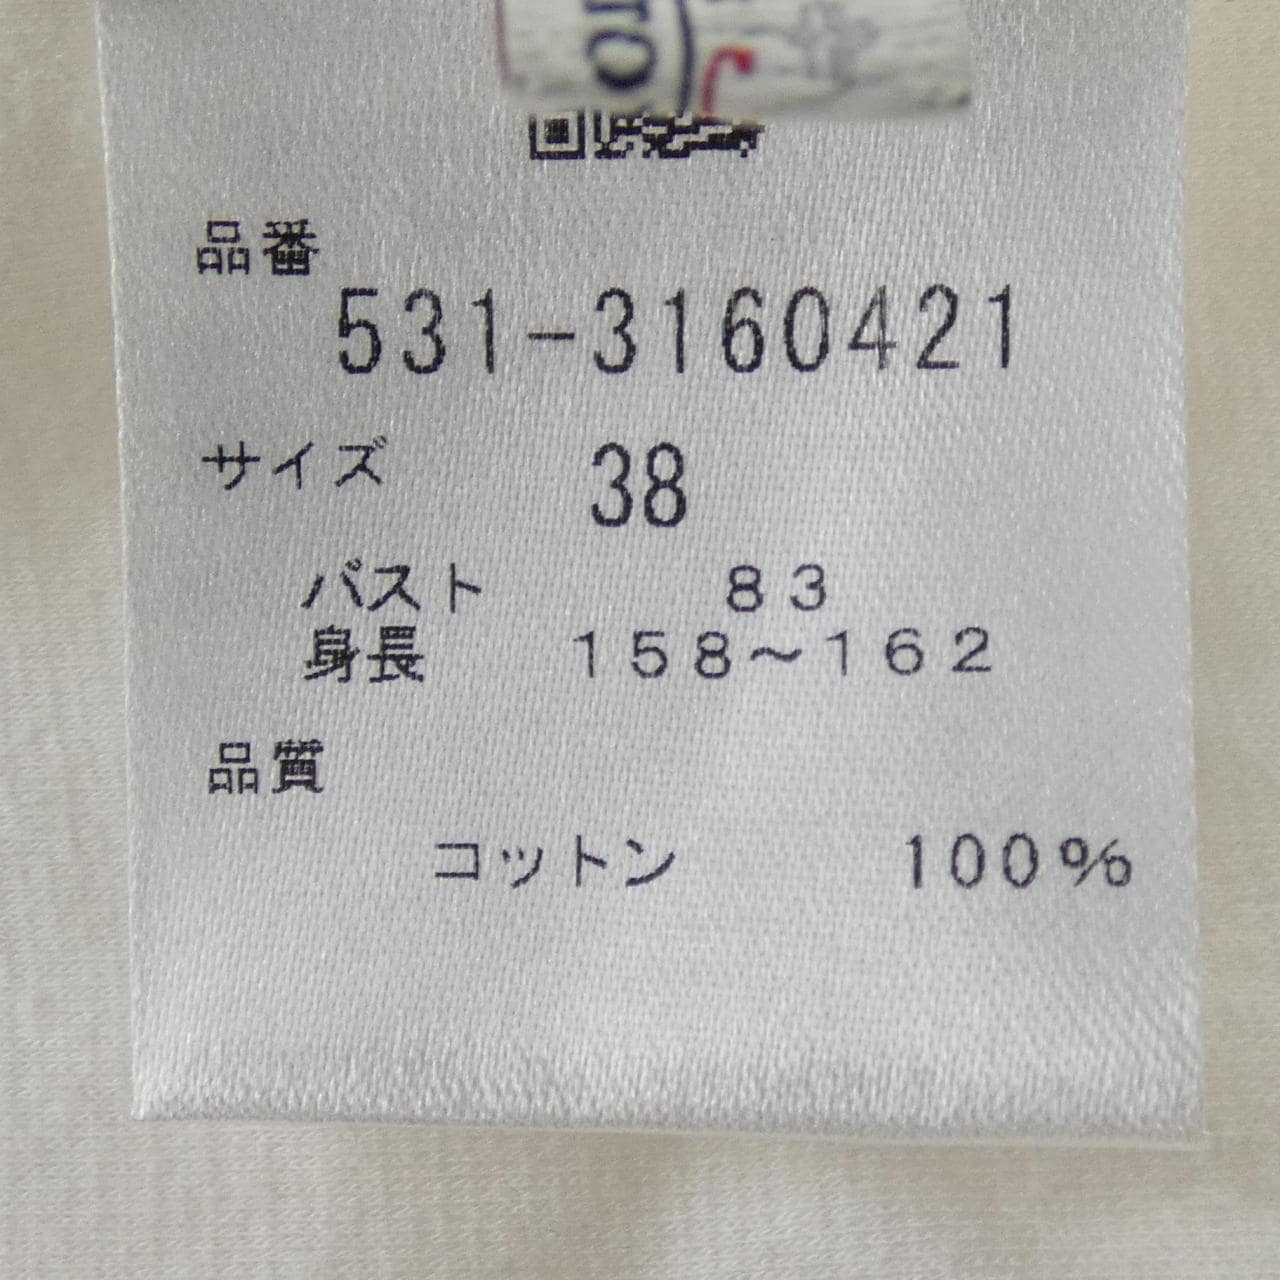 品番
531-3160421
サイズ 38
バスト 83
身長 158～162
品質
コットン 100%